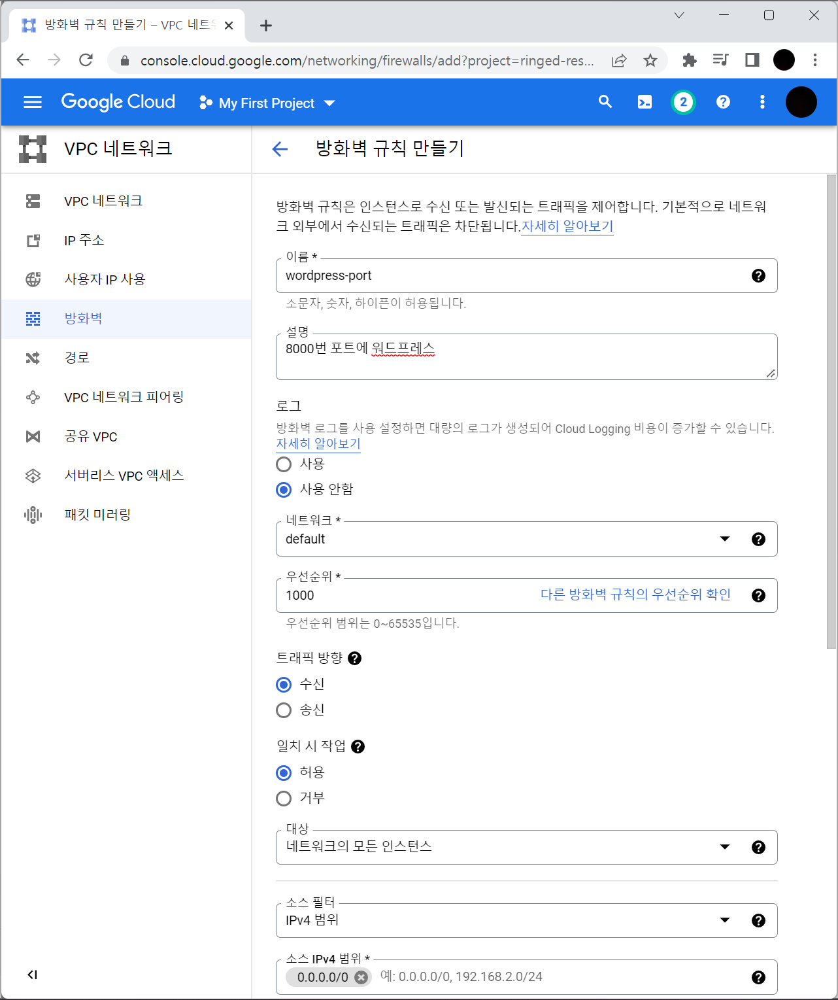 방화벽 규칙 만들기 – VPC 네트
console.cloud.google.com/networking/firewalls/add?project=ringed-res...
Google Cloud
My First Project
2
VPC 네트워크
방화벽 규칙 만들기
VPC 네트워크
IP 주소
사용자 IP 사용
방화벽
경로
VPC 네트워크 피어링
공유 VPC
서버리스 VPC 액세스
패킷 미러링
방화벽 규칙은 인스턴스로 수신 또는 발신되는 트래픽을 제어합니다. 기본적으로 네트워
크 외부에서 수신되는 트래픽은 차단됩니다.자세히 알아보기
이름 *
wordpress-port
소문자, 숫자, 하이픈이 허용됩니다.
설명
8000번 포트에 워드프레스
로그
방화벽 로그를 사용 설정하면 대량의 로그가 생성되어 Cloud Logging 비용이 증가할 수 있습니다.
자세히 알아보기
사용
사용 안함
네트워크 *
default
우선순위 *
1000
다른 방화벽 규칙의 우선순위 확인
우선순위 범위는 0~65535입니다.
트래픽 방향
수신
송신
일치 시 작업
허용
거부
대상
네트워크의 모든 인스턴스
소스 필터
IPv4 범위
소스 IPv4 범위 *
0.0.0.0/0
예: 0.0.0.0/0, 192.168.2.0/24